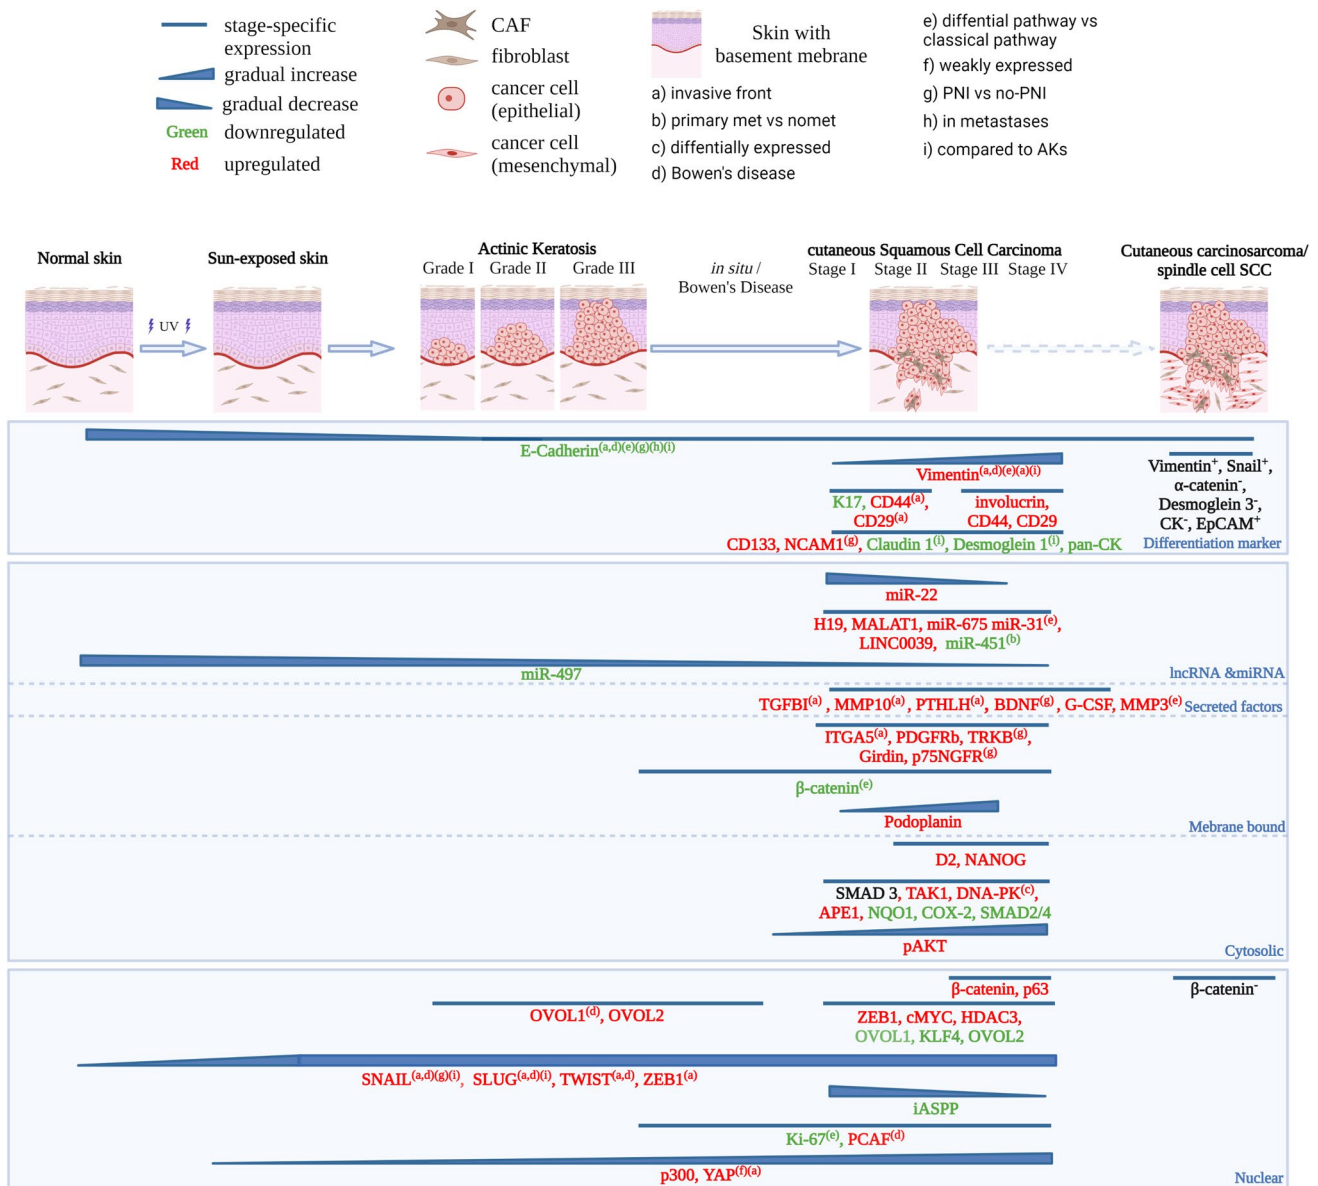 stage-specific
expression
gradual increase
gradual decrease
Green downregulated
Red upregulated
CAF
fibroblast
cancer cell
(epithelial)
cancer cell
(mesenchymal)
Skin with
basement mebrane
a) invasive front
b) primary met vs nomet
c) diffentially expressed
d) Bowen's disease
e) diffential pathway vs
classical pathway
f) weakly expressed
g) PNI vs no-PNI
h) in metastases
i) compared to AKs
Normal skin
UV
Sun-exposed skin
Actinic Keratosis
Grade I Grade II Grade III
in situ /
Bowen's Disease
cutaneous Squamous Cell Carcinoma
Stage I Stage II Stage III Stage IV
Cutaneous carcinosarcoma/
spindle cell SCC
E-Cadherin(a,d)(e)(g)(h)(i)
Vimentin(a,d)(e)(a)(i)
K17, CD44(a),
CD29(a)
involucrin,
CD44, CD29
CD133, NCAM1(g), Claudin 1(i), Desmoglein 1(i), pan-CK
Vimentin+, Snail+,
α-catenin-,
Desmoglein 3-,
CK-, EpCAM+
Differentiation marker
miR-22
H19, MALAT1, miR-675 miR-31(e),
LINC0039, miR-451(b)
miR-497
lncRNA &miRNA
TGFBI(a) , MMP10(a) , PTHLH(a), BDNF(g) , G-CSF, MMP3(e)
Secreted factors
ITGA5(a), PDGFRb, TRKB(g),
Girdin, p75NGFR(g)
β-catenin(e)
Podoplanin
Mebrane bound
D2, NANOG
SMAD 3, TAK1, DNA-PK(c),
APE1, NQO1, COX-2, SMAD2/4
pAKT
Cytosolic
β-catenin, p63
β-catenin-
OVOL1(d), OVOL2
ZEB1, cMYC, HDAC3,
OVOL1, KLF4, OVOL2
SNAIL(a,d)(g)(i), SLUG(a,d)(i), TWIST(a,d), ZEB1(a)
iASPP
Ki-67(e), PCAF(d)
p300, YAP(f)(a)
Nuclear